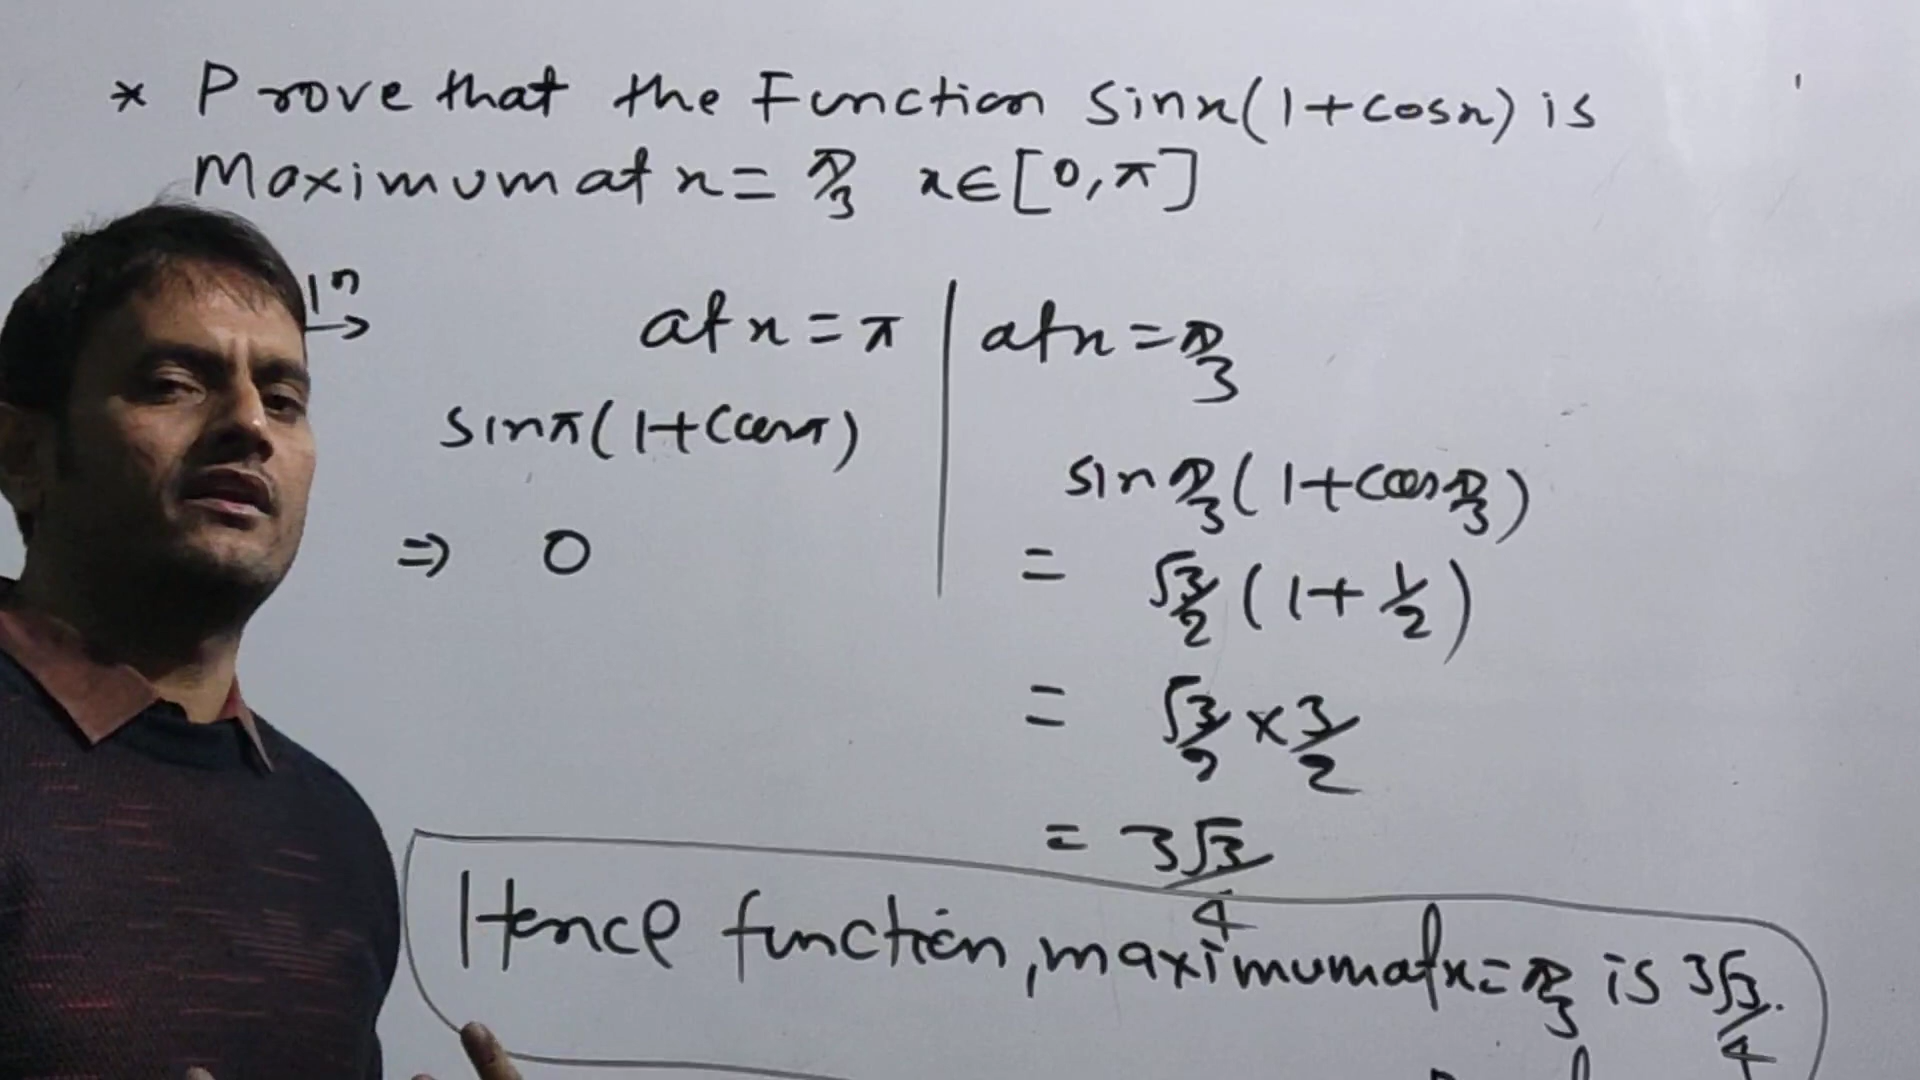 * Prove that the Function sinx(1+cosx) is
Maximum at x = π/3 x∈[0,π]
at x = π
sinπ(1+cosπ)
⇒ 0
at x = π/3
sin π/3 (1+cos π/3)
= √3/2 (1+1/2)
= √3/2 × 3/2
= 3√3/4
Hence function, maximum at x = π/3 is 3√3/4.